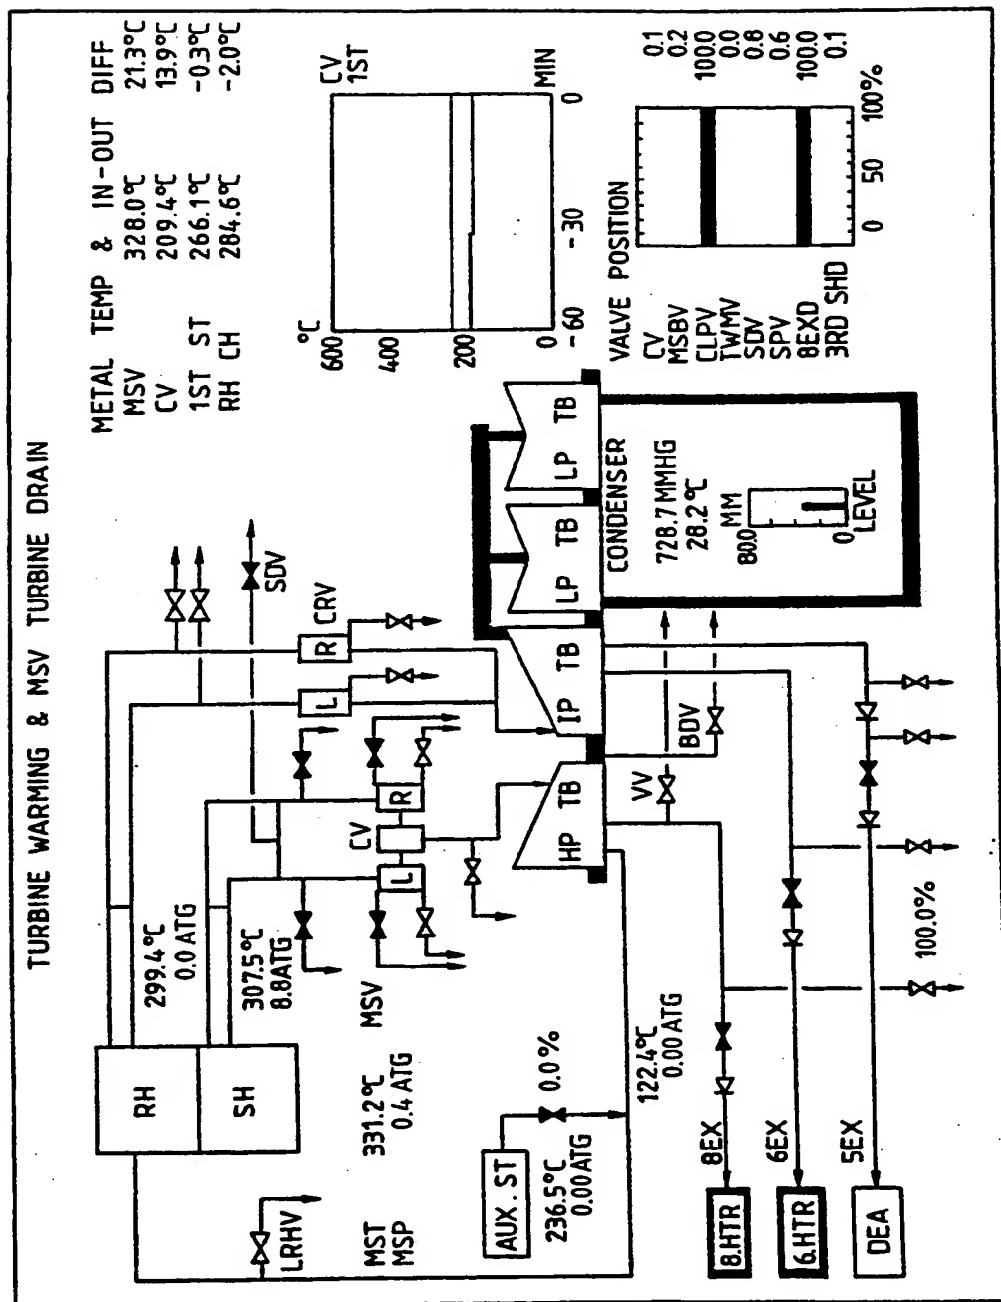 TURBINE WARMING & MSV TURBINE DRAIN
METAL TEMP & IN-OUT DIFF
MSV 328.0°C 21.3°C
CV 209.4°C 13.9°C
1ST ST 266.1°C -0.3°C
RH CH 284.6°C -2.0°C
°C
CV
1ST
600
400
200
0
-60 -30 0
MIN
VALVE POSITION
CV 0.1
MSBV 0.2
CLPV 100.0
TWMV 0.0
SDV 0.8
SPV 0.6
8EXD 100.0
3RD SHD 0.1
0 50 100%
RH
SH
299.4°C
0.0 ATG
307.5°C
8.8ATG
SDV
CRV
R
L
LRHV
MST 331.2°C
MSP 0.4 ATG
MSV
L
CV
R
AUX. ST
0.0%
236.5°C
0.00ATG
HP TB
IP TB
LP TB
LP TB
CONDENSER
728.7 MMHG
28.2°C
MM
800
0
LEVEL
122.4°C
0.00 ATG
VV
BDV
8.HTR
8EX
6.HTR
6EX
DEA
5EX
100.0%